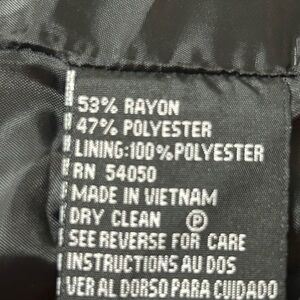 53% RAYON
47% POLYESTER
LINING:100% POLYESTER
RN 54050
MADE IN VIETNAM
DRY CLEAN Ⓟ
SEE REVERSE FOR CARE
INSTRUCTIONS AU DOS
VER AL DORSO PARA CUIDADO